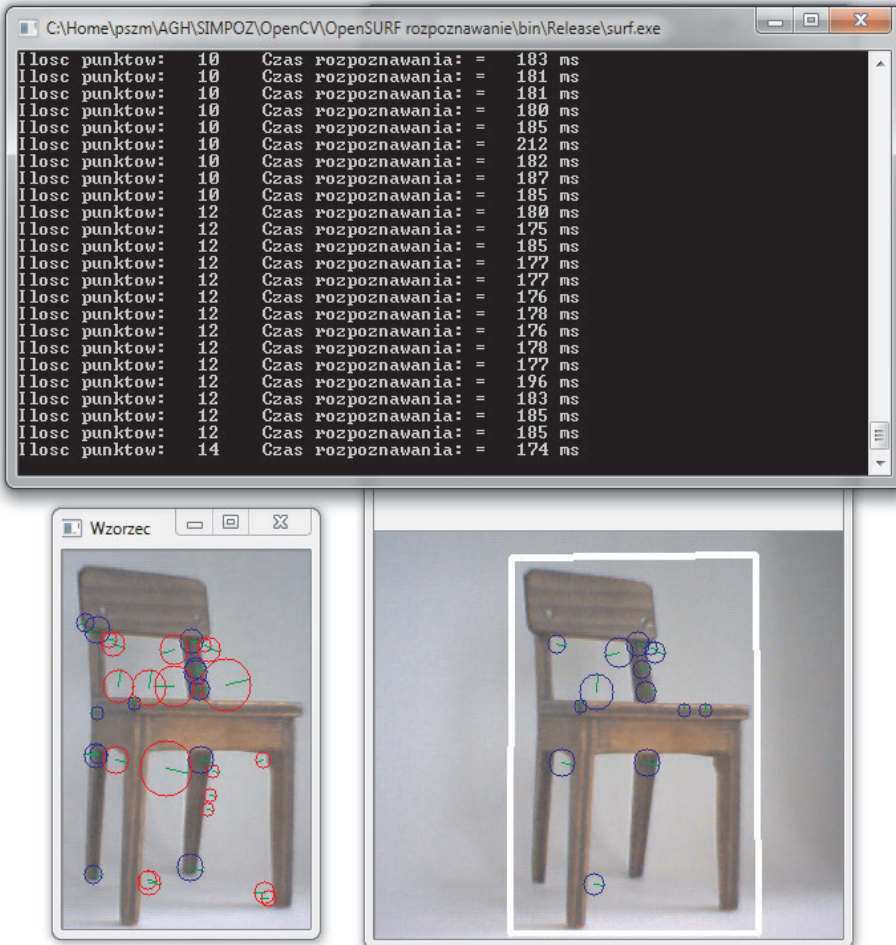 C:\Home\pszm\AGH\SIMPOZ\OpenCV\OpenSURF rozpoznawanie\bin\Release\surf.exe
Ilosc punktow: 10 Czas rozpoznawania: = 183 ms
Ilosc punktow: 10 Czas rozpoznawania: = 181 ms
Ilosc punktow: 10 Czas rozpoznawania: = 181 ms
Ilosc punktow: 10 Czas rozpoznawania: = 180 ms
Ilosc punktow: 10 Czas rozpoznawania: = 185 ms
Ilosc punktow: 10 Czas rozpoznawania: = 212 ms
Ilosc punktow: 10 Czas rozpoznawania: = 182 ms
Ilosc punktow: 10 Czas rozpoznawania: = 187 ms
Ilosc punktow: 10 Czas rozpoznawania: = 185 ms
Ilosc punktow: 12 Czas rozpoznawania: = 180 ms
Ilosc punktow: 12 Czas rozpoznawania: = 175 ms
Ilosc punktow: 12 Czas rozpoznawania: = 185 ms
Ilosc punktow: 12 Czas rozpoznawania: = 177 ms
Ilosc punktow: 12 Czas rozpoznawania: = 177 ms
Ilosc punktow: 12 Czas rozpoznawania: = 176 ms
Ilosc punktow: 12 Czas rozpoznawania: = 178 ms
Ilosc punktow: 12 Czas rozpoznawania: = 176 ms
Ilosc punktow: 12 Czas rozpoznawania: = 178 ms
Ilosc punktow: 12 Czas rozpoznawania: = 177 ms
Ilosc punktow: 12 Czas rozpoznawania: = 196 ms
Ilosc punktow: 12 Czas rozpoznawania: = 183 ms
Ilosc punktow: 12 Czas rozpoznawania: = 185 ms
Ilosc punktow: 12 Czas rozpoznawania: = 185 ms
Ilosc punktow: 14 Czas rozpoznawania: = 174 ms
Wzorzec